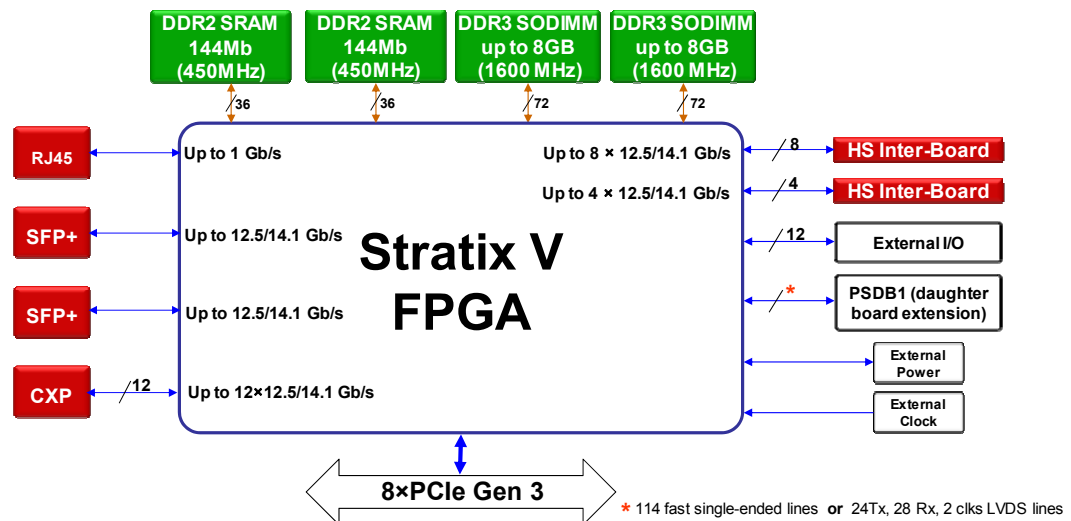 DDR2 SRAM
144Mb
(450MHz)
DDR2 SRAM
144Mb
(450MHz)
DDR3 SODIMM
up to 8GB
(1600 MHz)
DDR3 SODIMM
up to 8GB
(1600 MHz)
36
36
72
72
RJ45
Up to 1 Gb/s
SFP+
Up to 12.5/14.1 Gb/s
SFP+
Up to 12.5/14.1 Gb/s
CXP
12
Up to 12×12.5/14.1 Gb/s
Stratix V
FPGA
Up to 8 × 12.5/14.1 Gb/s
8
HS Inter-Board
Up to 4 × 12.5/14.1 Gb/s
4
HS Inter-Board
12
External I/O
*
PSDB1 (daughter
board extension)
External
Power
External
Clock
8×PCIe Gen 3
* 114 fast single-ended lines or 24Tx, 28 Rx, 2 clks LVDS lines